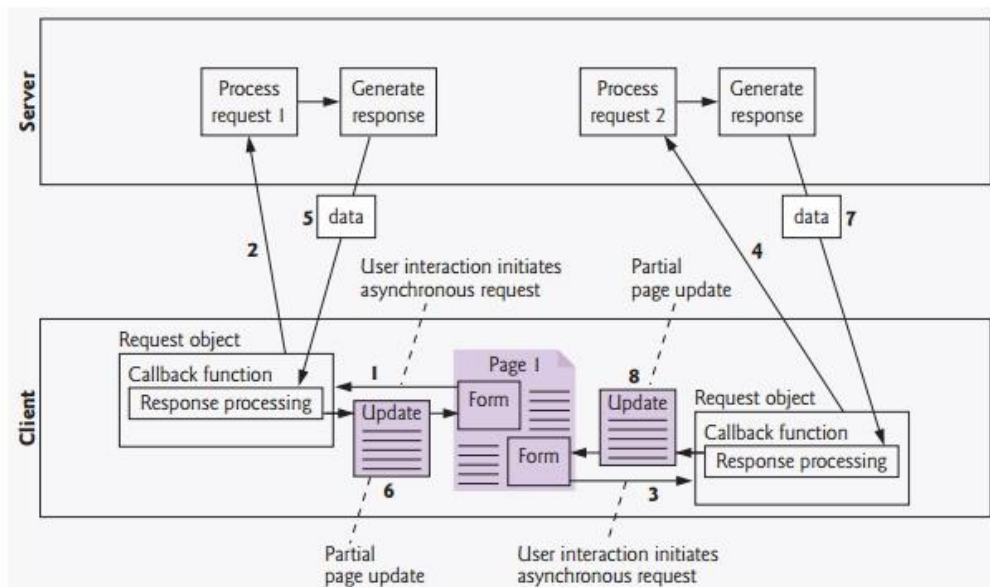 Server
Process
request 1
Generate
response
Process
request 2
Generate
response
5
data
data
7
2
4
User interaction initiates
asynchronous request
Partial
page update
Client
Request object
Callback function
Response processing
1
Update
6
Page 1
Form
Form
8
Update
3
Request object
Callback function
Response processing
Partial
page update
User interaction initiates
asynchronous request